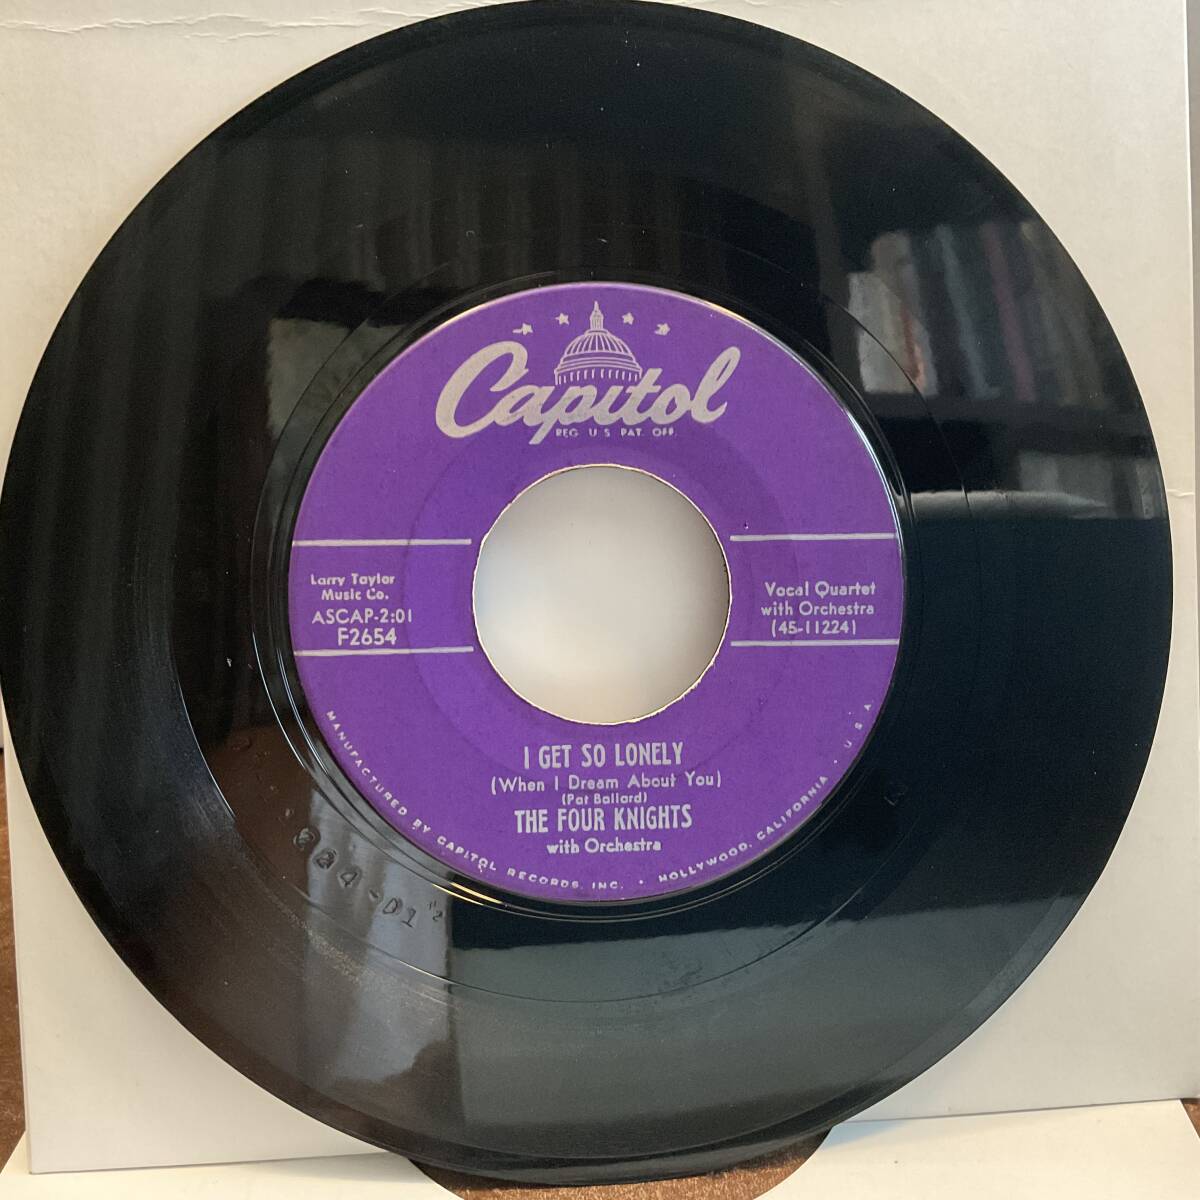 Capitol
REG. U.S. PAT. OFF.
Larry Taylor
Music Co.
ASCAP-2:01
F2654
Vocal Quartet
with Orchestra
(45-11224)
I GET SO LONELY
(When I Dream About You)
(Pat Ballard)
THE FOUR KNIGHTS
with Orchestra
MANUFACTURED BY CAPITOL RECORDS, INC. • HOLLYWOOD, CALIFORNIA • U.S.A.